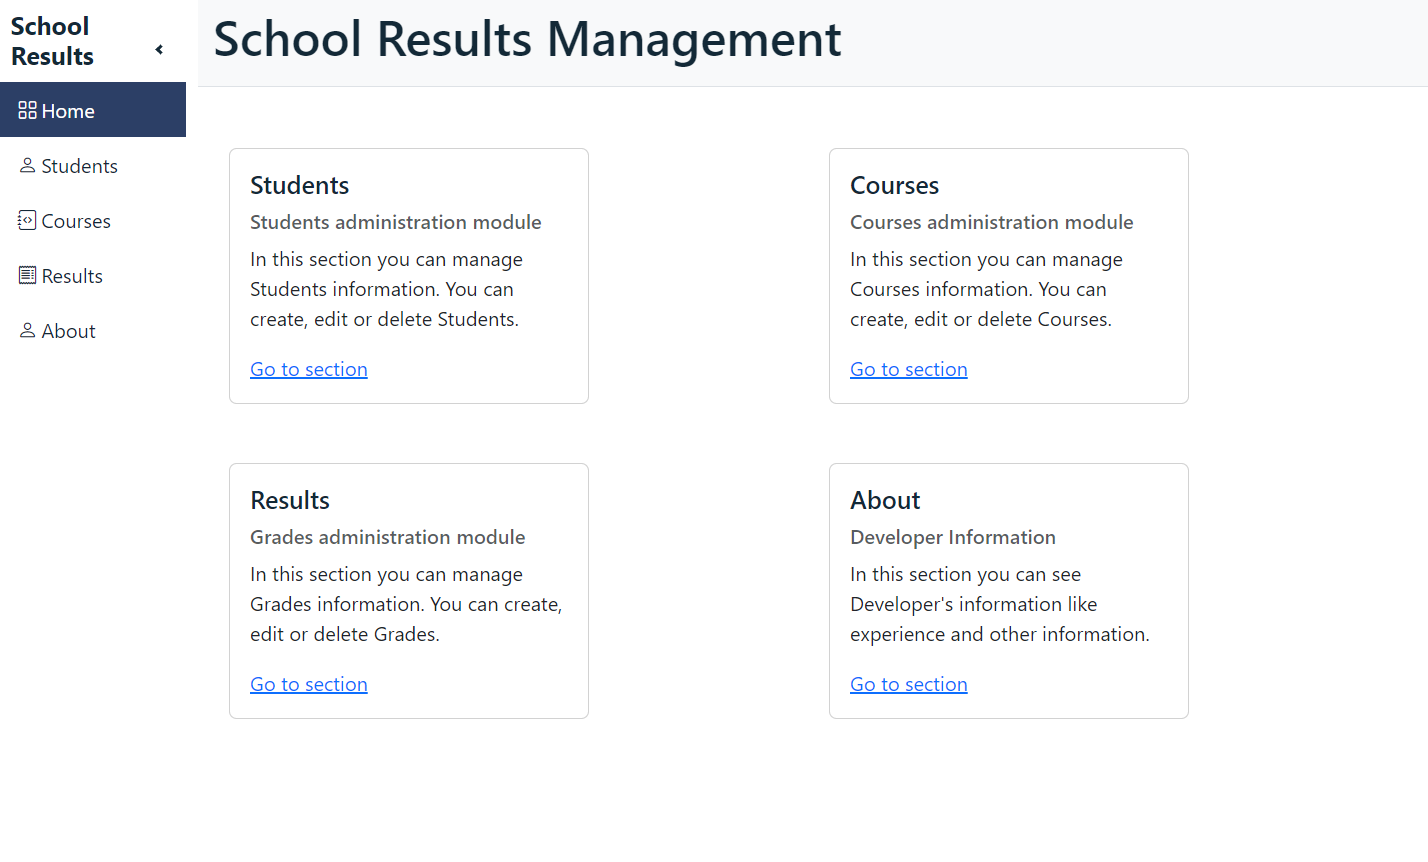 School
Results
Home
Students
Courses
Results
About
School Results Management
Students
Students administration module
In this section you can manage
Students information. You can
create, edit or delete Students.
Go to section
Courses
Courses administration module
In this section you can manage
Courses information. You can
create, edit or delete Courses.
Go to section
Results
Grades administration module
In this section you can manage
Grades information. You can create,
edit or delete Grades.
Go to section
About
Developer Information
In this section you can see
Developer's information like
experience and other information.
Go to section